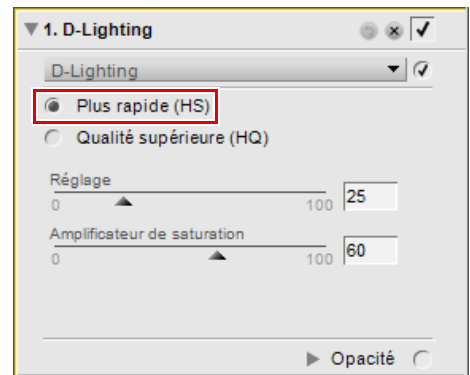 1. D-Lighting
D-Lighting
Plus rapide (HS)
Qualité supérieure (HQ)
Réglage
0 100 25
Amplificateur de saturation
0 100 60
Opacité